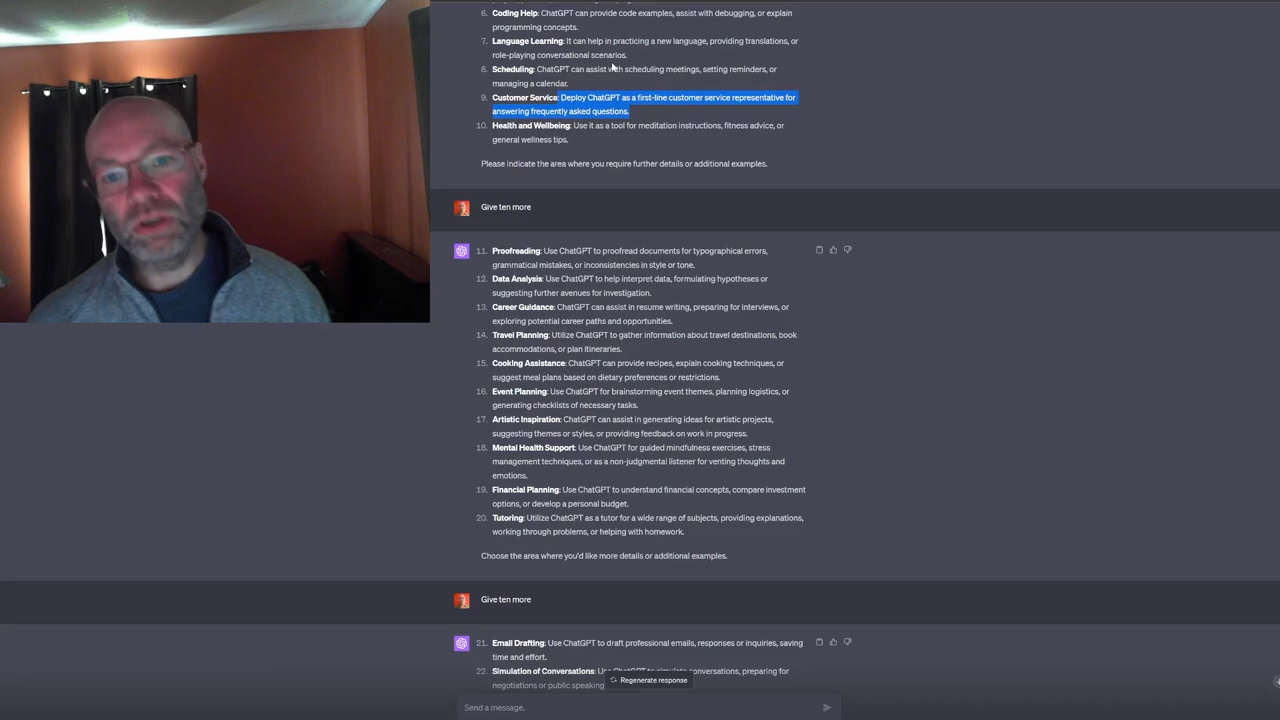 6. Coding Help: ChatGPT can provide code examples, assist with debugging, or explain
programming concepts.
7. Language Learning: It can help in practicing a new language, providing translations, or
role-playing conversational scenarios.
8. Scheduling: ChatGPT can assist with scheduling meetings, setting reminders, or
managing a calendar.
9. Customer Service: Deploy ChatGPT as a first-line customer service representative for
answering frequently asked questions.
10. Health and Wellbeing: Use it as a tool for meditation instructions, fitness advice, or
general wellness tips.
Please indicate the area where you require further details or additional examples.
Give ten more
11. Proofreading: Use ChatGPT to proofread documents for typographical errors,
grammatical mistakes, or inconsistencies in style or tone.
12. Data Analysis: Use ChatGPT to help interpret data, formulating hypotheses or
suggesting further avenues for investigation.
13. Career Guidance: ChatGPT can assist in resume writing, preparing for interviews, or
exploring potential career paths and opportunities.
14. Travel Planning: Utilize ChatGPT to gather information about travel destinations, book
accommodations, or plan itineraries.
15. Cooking Assistance: ChatGPT can provide recipes, explain cooking techniques, or
suggest meal plans based on dietary preferences or restrictions.
16. Event Planning: Use ChatGPT for brainstorming event themes, planning logistics, or
generating checklists of necessary tasks.
17. Artistic Inspiration: ChatGPT can assist in generating ideas for artistic projects,
suggesting themes or styles, or providing feedback on work in progress.
18. Mental Health Support: Use ChatGPT for guided mindfulness exercises, stress
management techniques, or as a non-judgmental listener for venting thoughts and
emotions.
19. Financial Planning: Use ChatGPT to understand financial concepts, compare investment
options, or develop a personal budget.
20. Tutoring: Utilize ChatGPT as a tutor for a wide range of subjects, providing explanations,
working through problems, or helping with homework.
Choose the area where you'd like more details or additional examples.
Give ten more
21. Email Drafting: Use ChatGPT to draft professional emails, responses or inquiries, saving
time and effort.
22. Simulation of Conversations: Use ChatGPT to simulate conversations, preparing for
negotiations or public speaking
Regenerate response
Send a message.